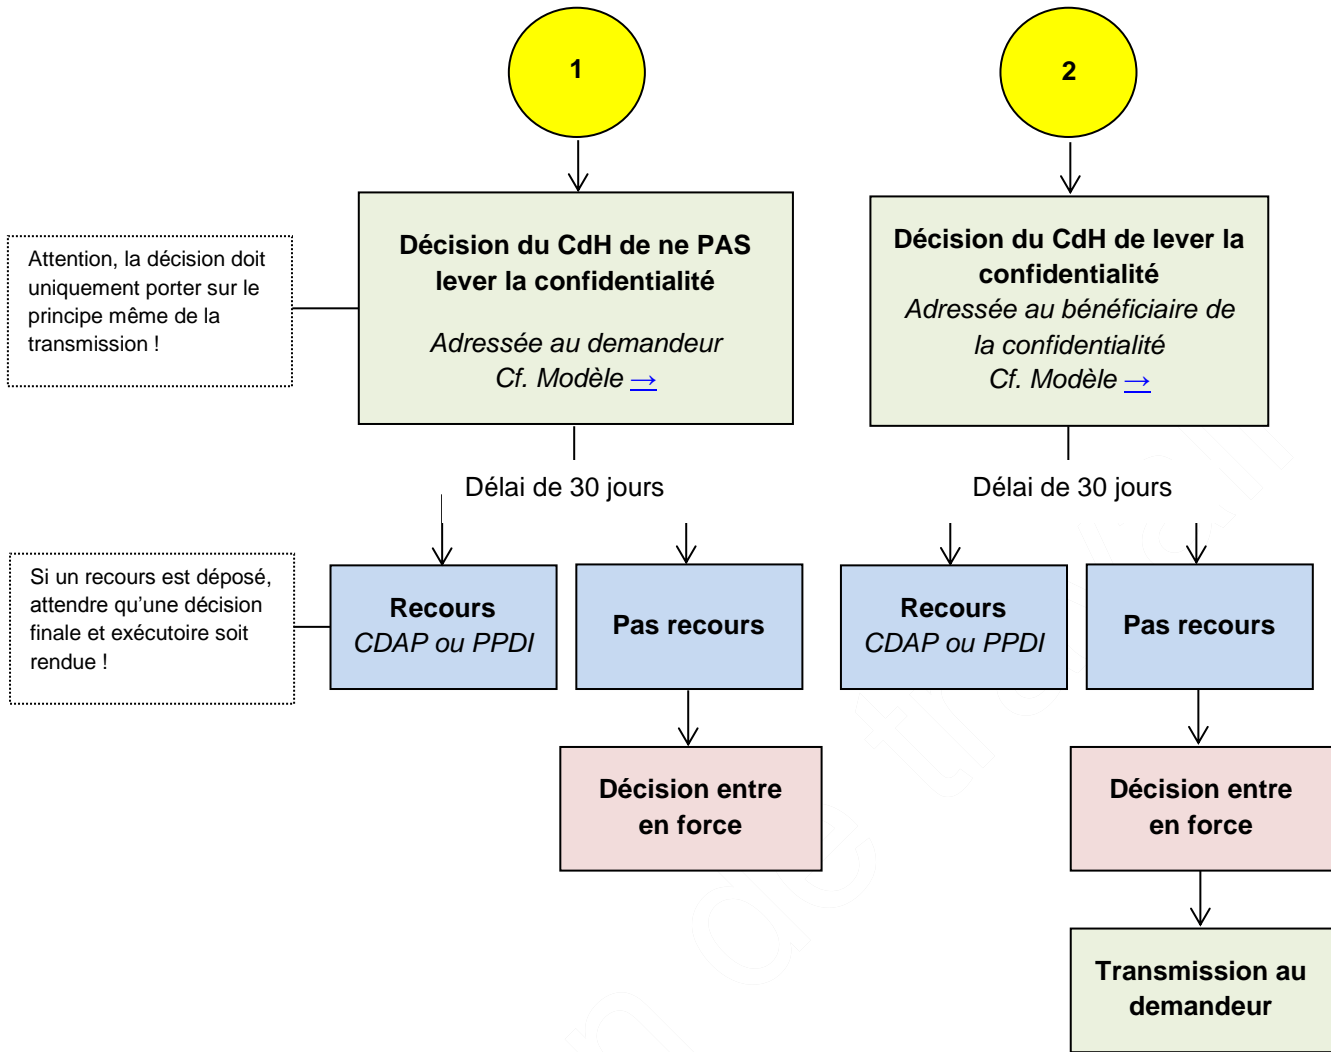 1
2
Attention, la décision doit
uniquement porter sur le
principe même de la
transmission !
Décision du CdH de ne PAS
lever la confidentialité
Adressée au demandeur
Cf. Modèle →
Décision du CdH de lever la
confidentialité
Adressée au bénéficiaire de
la confidentialité
Cf. Modèle →
Délai de 30 jours
Délai de 30 jours
Si un recours est déposé,
attendre qu'une décision
finale et exécutoire soit
rendue !
Recours
CDAP ou PPDI
Pas recours
Recours
CDAP ou PPDI
Pas recours
Décision entre
en force
Décision entre
en force
Transmission au
demandeur